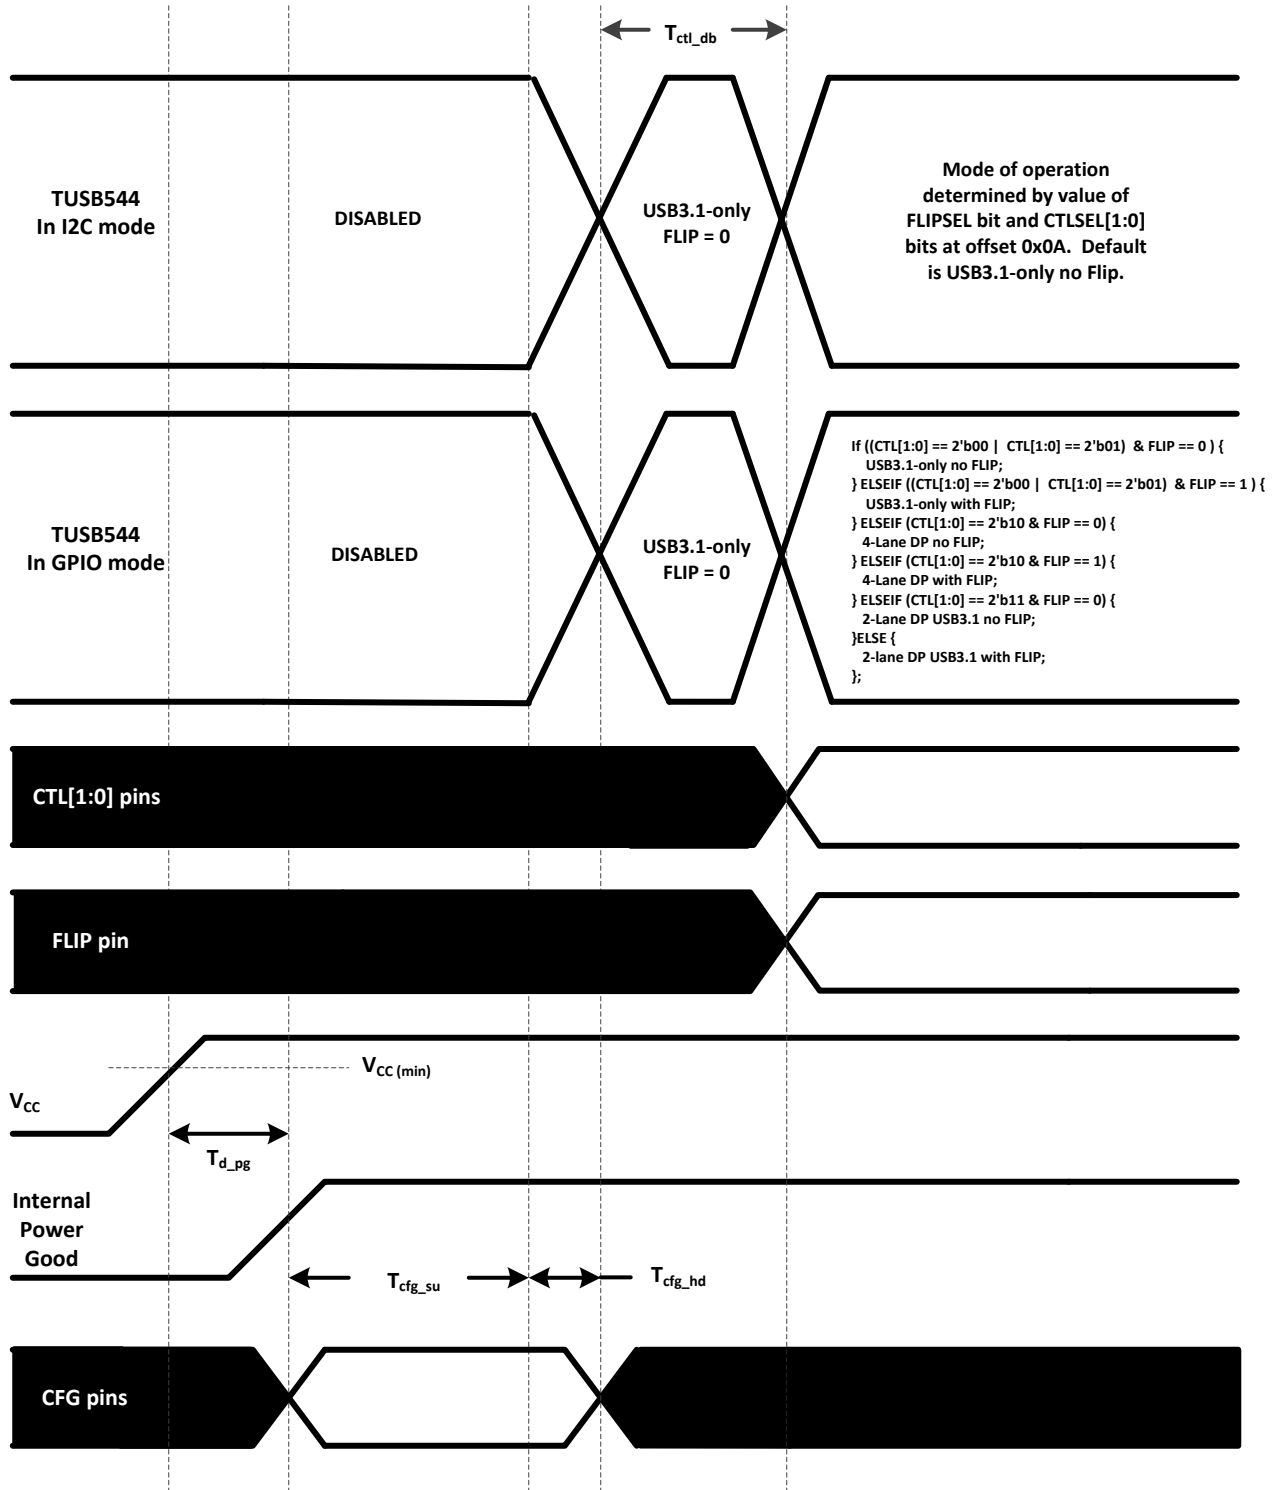 T_ctl_db
TUSB544
In I2C mode
DISABLED
USB3.1-only
FLIP = 0
Mode of operation
determined by value of
FLIPSEL bit and CTLSEL[1:0]
bits at offset 0x0A.  Default
is USB3.1-only no Flip.
TUSB544
In GPIO mode
DISABLED
USB3.1-only
FLIP = 0
If ((CTL[1:0] == 2'b00 |  CTL[1:0] == 2'b01)  & FLIP == 0 ) {
USB3.1-only no FLIP;
} ELSEIF ((CTL[1:0] == 2'b00 |  CTL[1:0] == 2'b01)  & FLIP == 1 ) {
USB3.1-only with FLIP;
} ELSEIF (CTL[1:0] == 2'b10 & FLIP == 0) {
4-Lane DP no FLIP;
} ELSEIF (CTL[1:0] == 2'b10 & FLIP == 1) {
4-Lane DP with FLIP;
} ELSEIF (CTL[1:0] == 2'b11 & FLIP == 0) {
2-Lane DP USB3.1 no FLIP;
}ELSE {
2-lane DP USB3.1 with FLIP;
};
CTL[1:0] pins
FLIP pin
V_CC (min)
V_CC
T_d_pg
Internal
Power
Good
T_cfg_su
T_cfg_hd
CFG pins